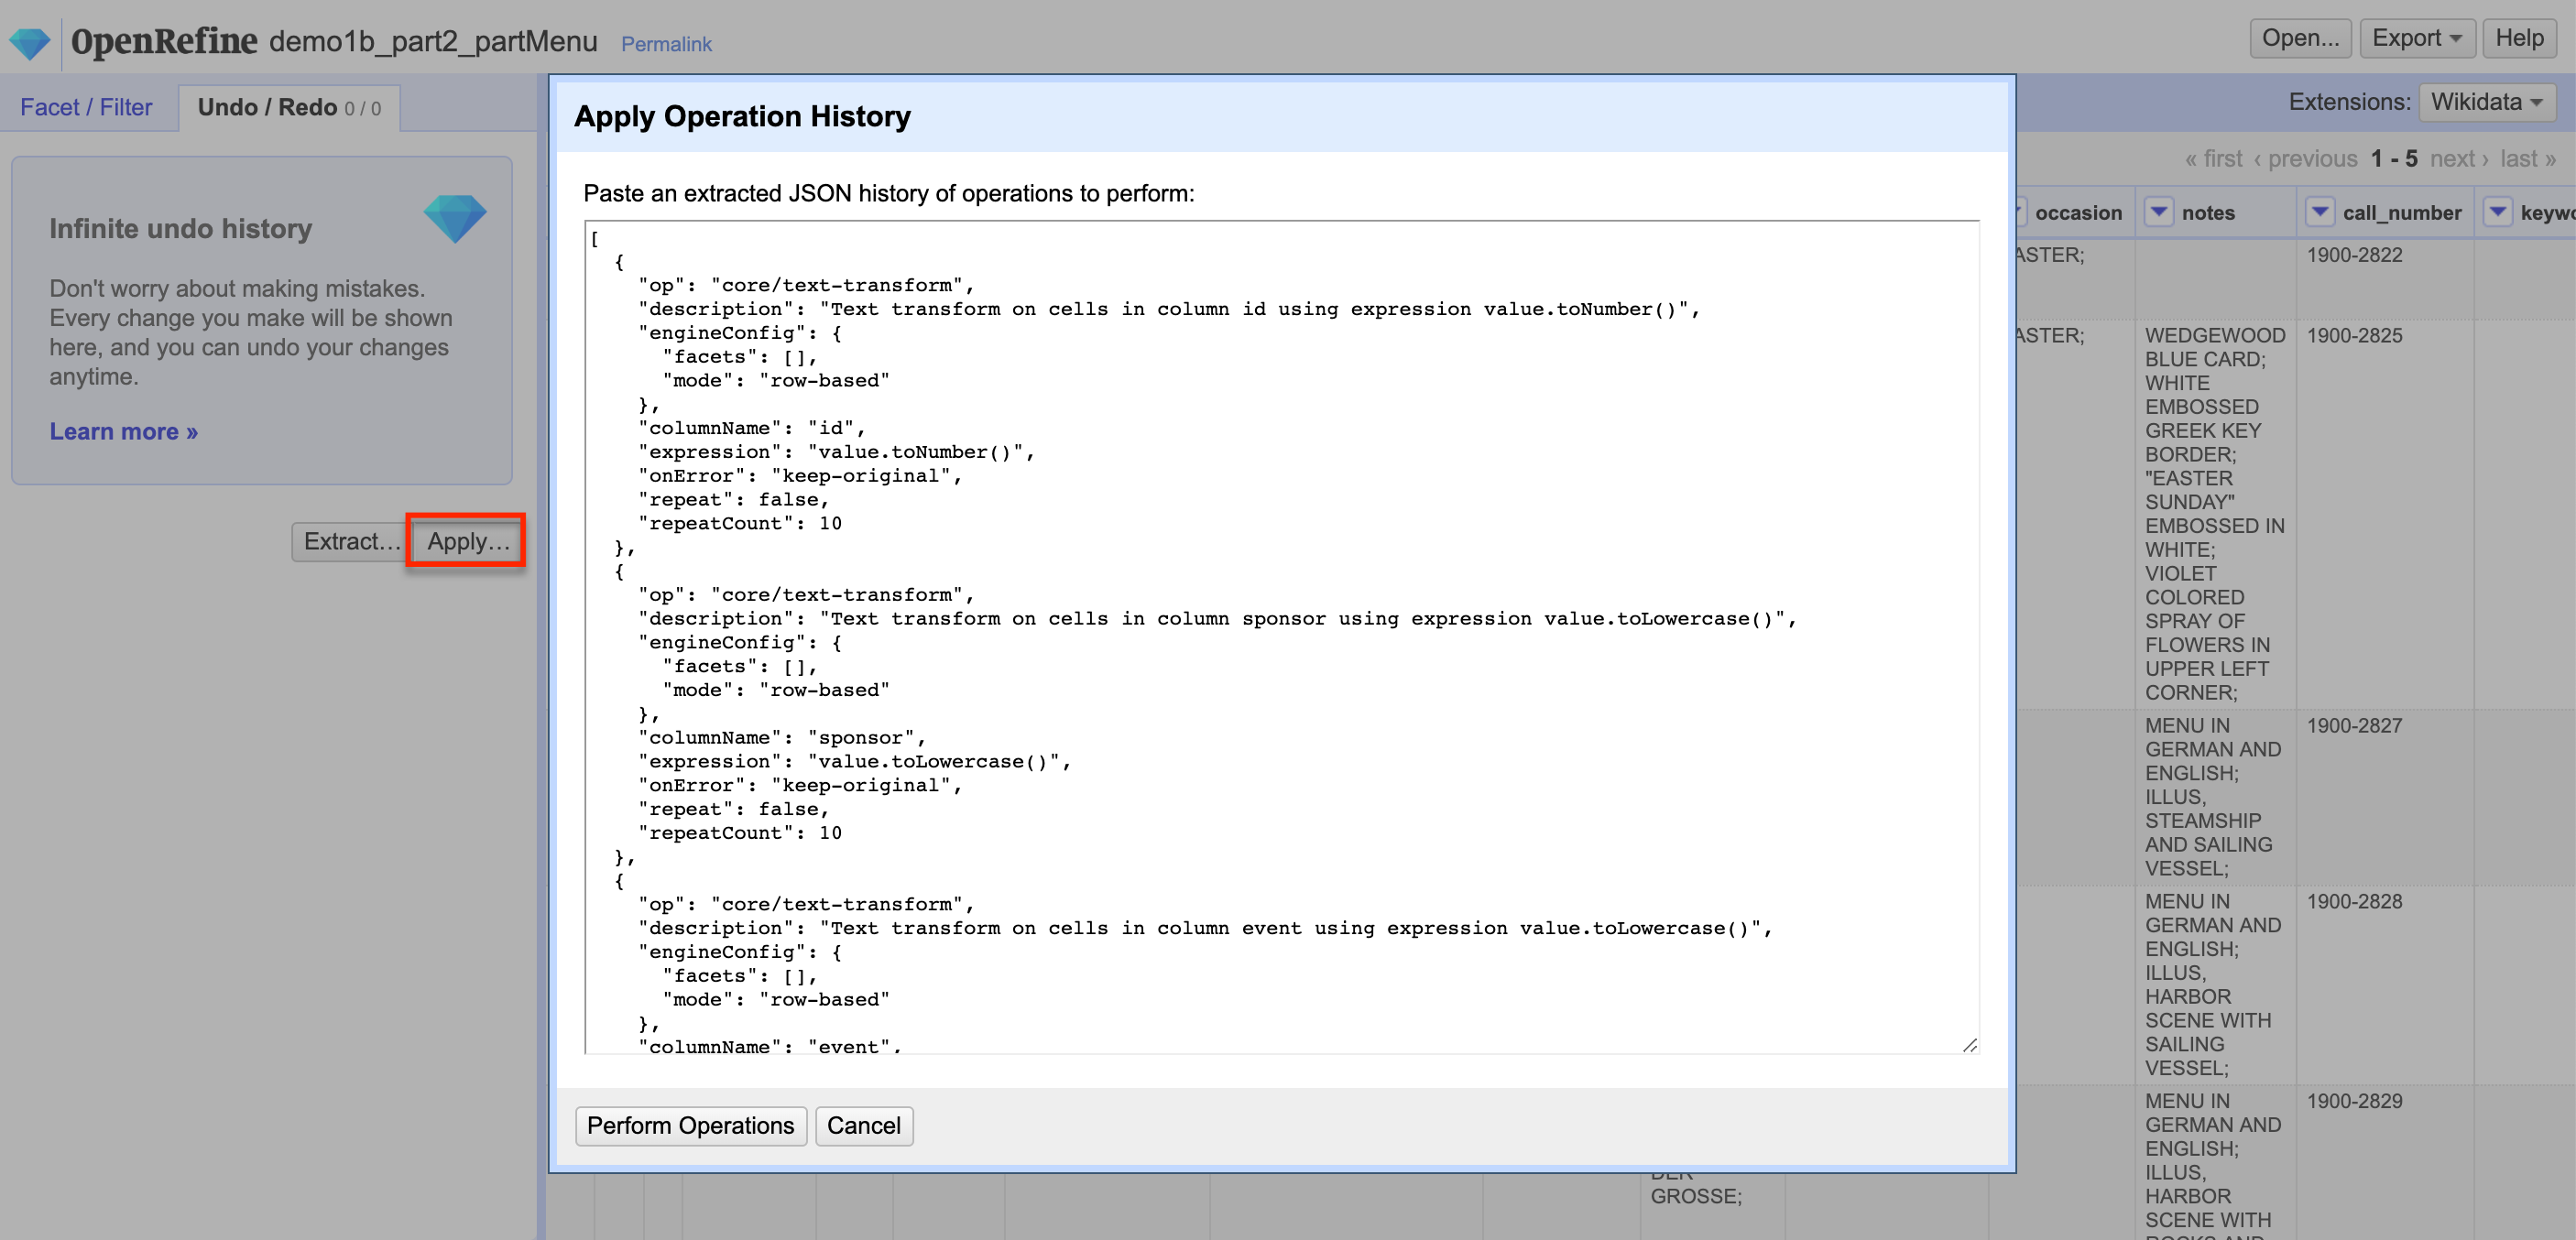 OpenRefine demo1b_part2_partMenu Permalink
Open... Export Help
Facet / Filter Undo / Redo 0 / 0
Extensions: Wikidata
Infinite undo history
Don't worry about making mistakes.
Every change you make will be shown
here, and you can undo your changes
anytime.
Learn more »
Extract... Apply...
Apply Operation History
Paste an extracted JSON history of operations to perform:
[
{
"op": "core/text-transform",
"description": "Text transform on cells in column id using expression value.toNumber()",
"engineConfig": {
"facets": [],
"mode": "row-based"
},
"columnName": "id",
"expression": "value.toNumber()",
"onError": "keep-original",
"repeat": false,
"repeatCount": 10
},
{
"op": "core/text-transform",
"description": "Text transform on cells in column sponsor using expression value.toLowercase()",
"engineConfig": {
"facets": [],
"mode": "row-based"
},
"columnName": "sponsor",
"expression": "value.toLowercase()",
"onError": "keep-original",
"repeat": false,
"repeatCount": 10
},
{
"op": "core/text-transform",
"description": "Text transform on cells in column event using expression value.toLowercase()",
"engineConfig": {
"facets": [],
"mode": "row-based"
},
"columnName": "event",
Perform Operations Cancel
« first ‹ previous 1 - 5 next › last »
occasion notes call_number keywo
ASTER; 1900-2822
ASTER; WEDGEWOOD 1900-2825
BLUE CARD;
WHITE
EMBOSSED
GREEK KEY
BORDER;
"EASTER
SUNDAY"
EMBOSSED IN
WHITE;
VIOLET
COLORED
SPRAY OF
FLOWERS IN
UPPER LEFT
CORNER;
MENU IN 1900-2827
GERMAN AND
ENGLISH;
ILLUS,
STEAMSHIP
AND SAILING
VESSEL;
MENU IN 1900-2828
GERMAN AND
ENGLISH;
ILLUS,
HARBOR
SCENE WITH
SAILING
VESSEL;
MENU IN 1900-2829
GERMAN AND
ENGLISH;
ILLUS,
HARBOR
SCENE WITH
DER
GROSSE;